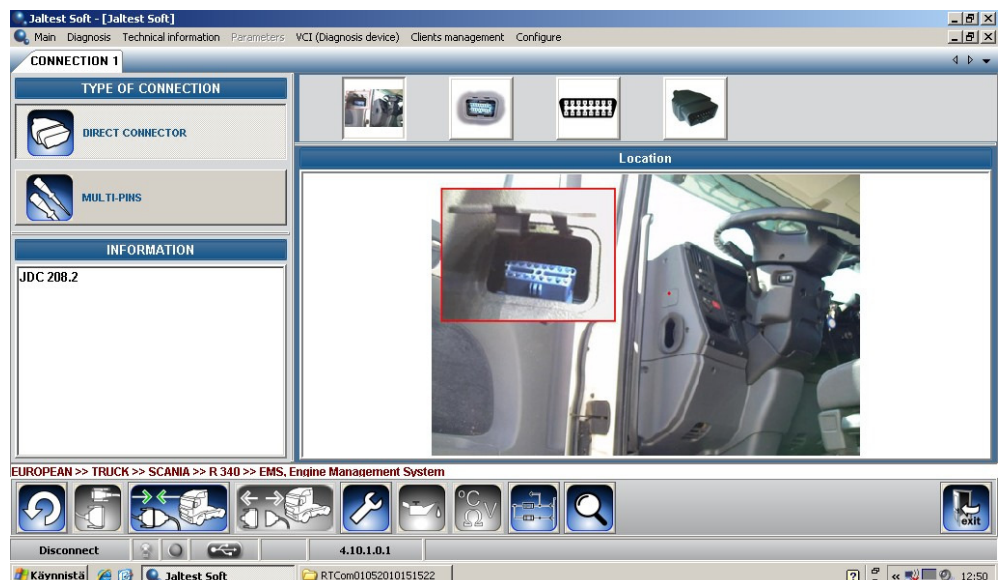 Jaltest Soft - [Jaltest Soft]
Main Diagnosis Technical information Parameters VCI (Diagnosis device) Clients management Configure
CONNECTION 1
TYPE OF CONNECTION
DIRECT CONNECTOR
MULTI-PINS
INFORMATION
JDC 208.2
Location
EUROPEAN >> TRUCK >> SCANIA >> R 340 >> EMS, Engine Management System
°C
V
exit
Disconnect 4.10.1.0.1
Käynnistä Jaltest Soft RTCom01052010151522 12:50